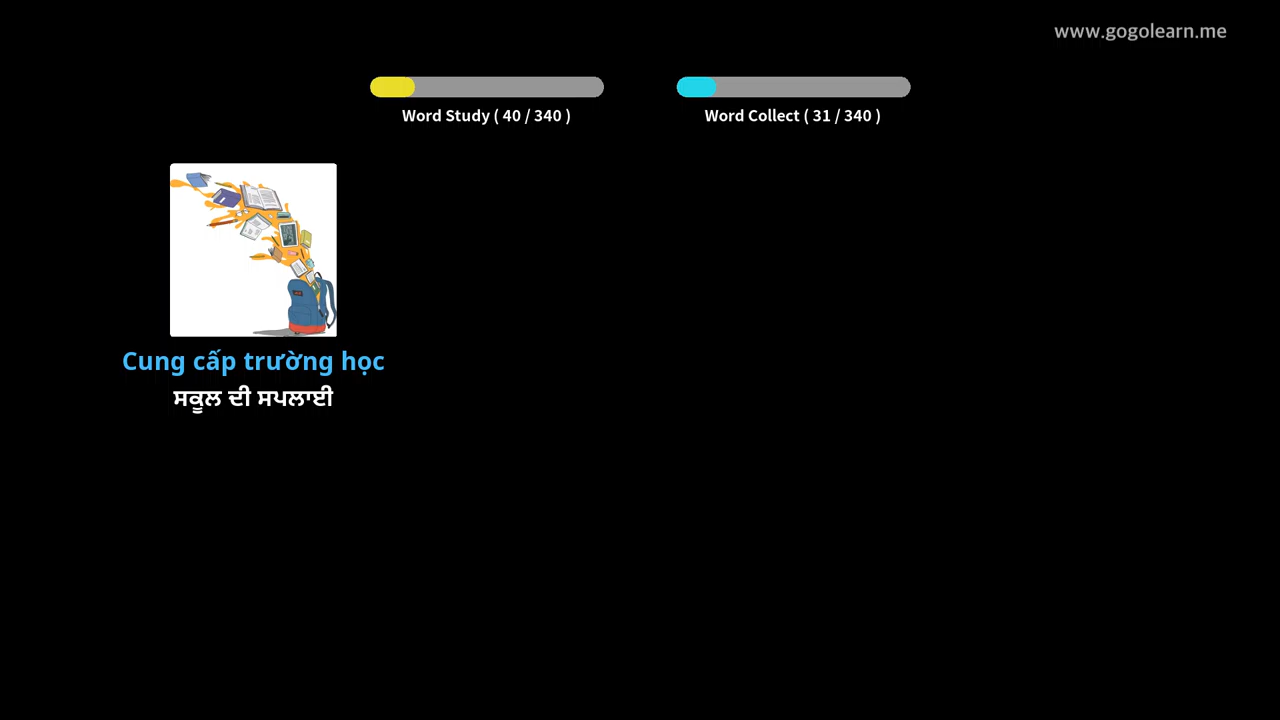 www.gogolearn.me
Word Study ( 40 / 340 )
Word Collect ( 31 / 340 )
Cung cấp trường học
ਸਕੂਲ ਦੀ ਸਪਲਾਈ